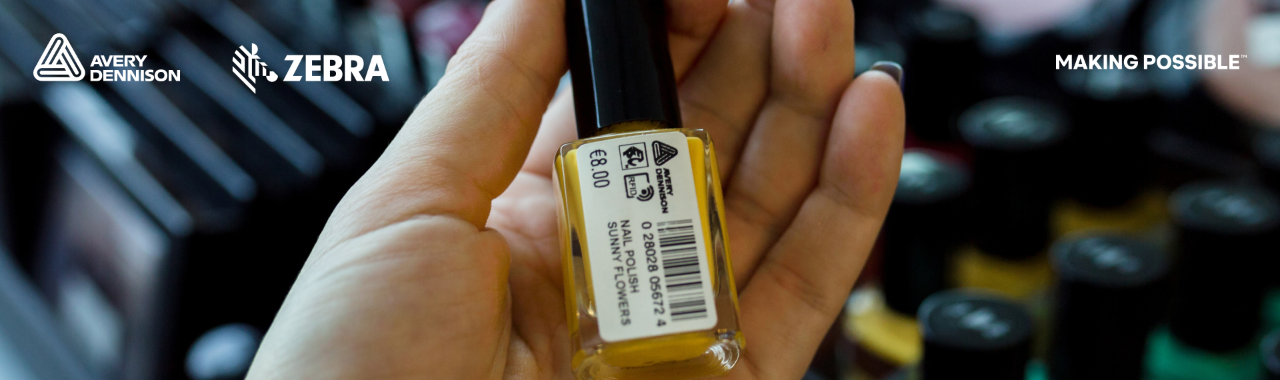 AVERY
DENNISON
ZEBRA
MAKING POSSIBLE™
AVERY
DENNISON
RFID
€8.00
0 28028 05672 4
NAIL POLISH
SUNNY FLOWERS